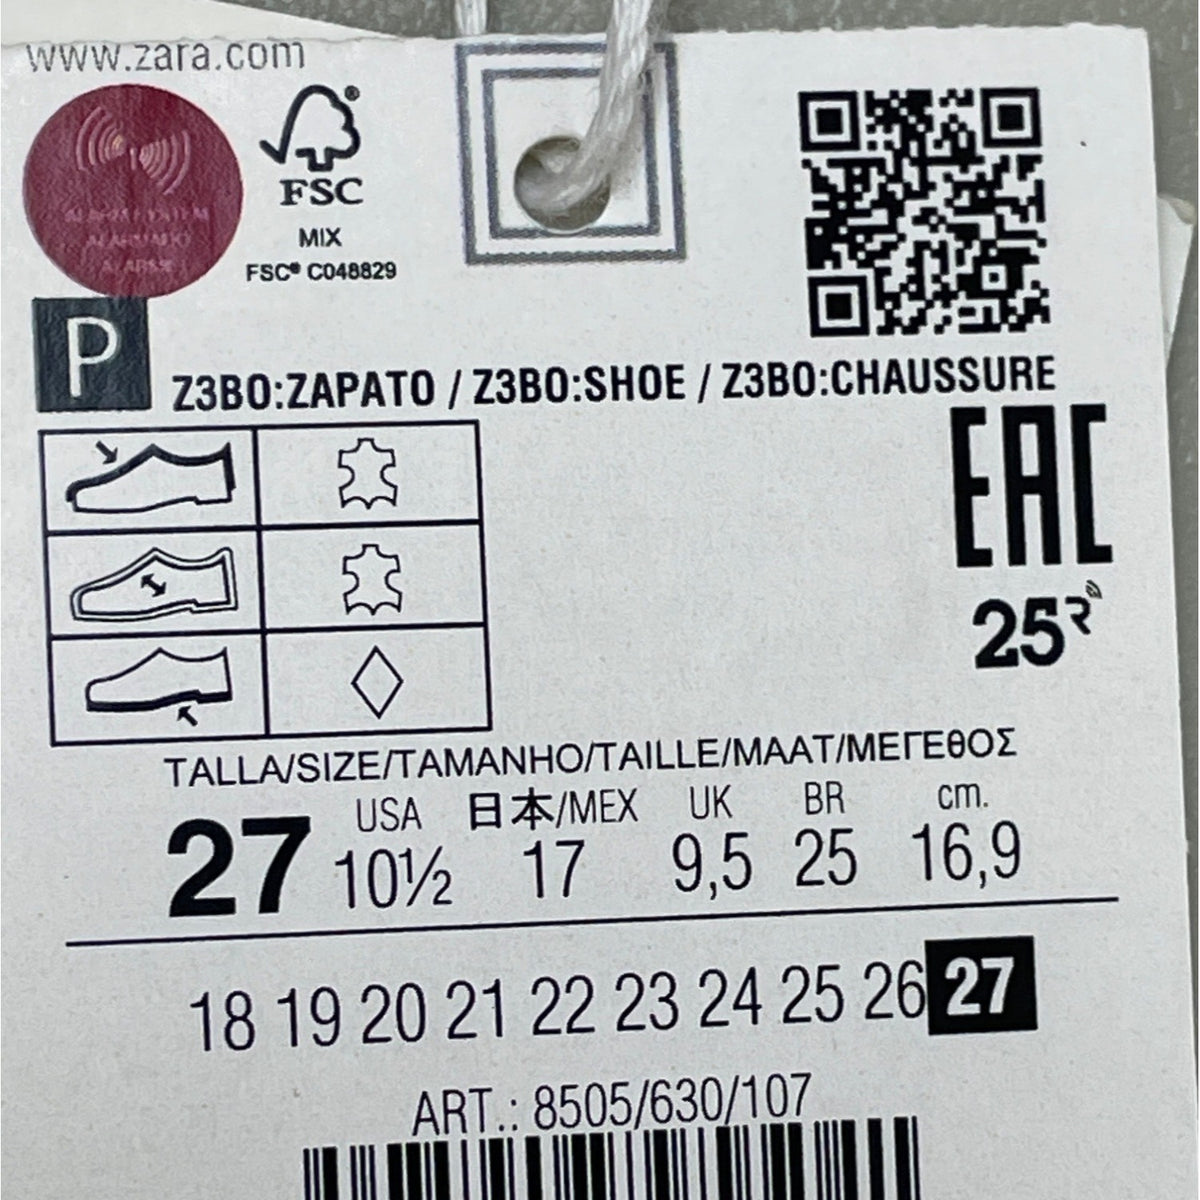 www.zara.com
FSC®
MIX
FSC® C048829
P
Z3BO:ZAPATO / Z3BO:SHOE / Z3BO:CHAUSSURE
EAC
25R
TALLA/SIZE/TAMANHO/TAILLE/MAAT/ΜΕΓΕΘΟΣ
USA 日本/MEX UK BR cm.
27 10½ 17 9,5 25 16,9
18 19 20 21 22 23 24 25 26 27
ART.: 8505/630/107